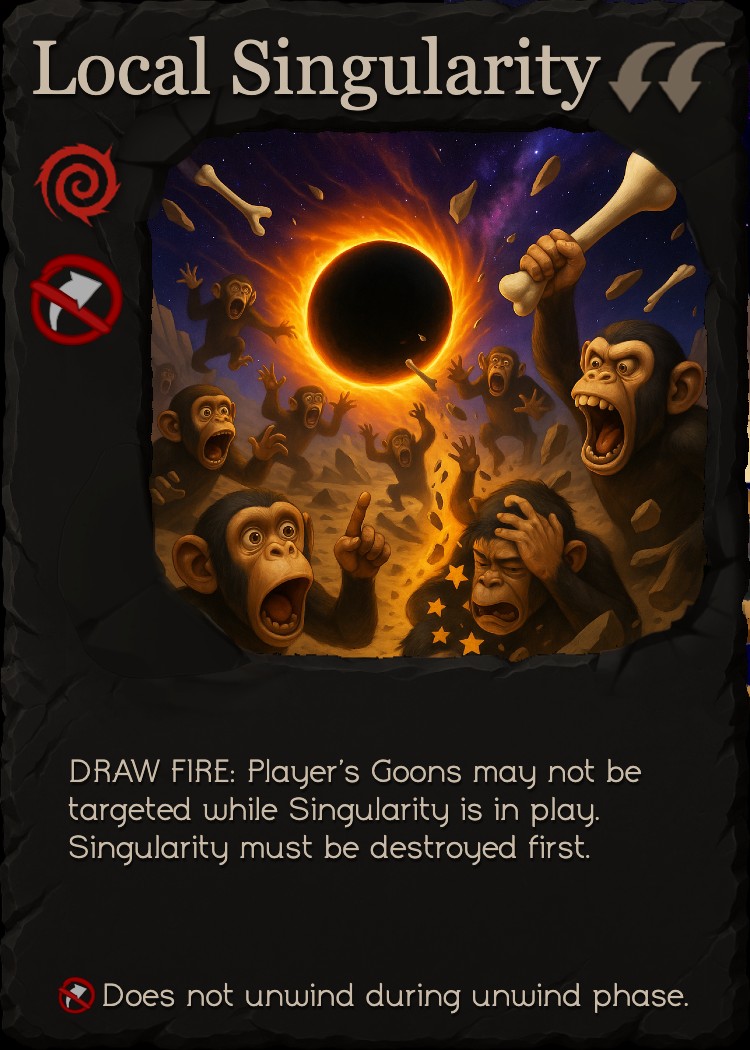 Local Singularity
DRAW FIRE: Player's Goons may not be
targeted while Singularity is in play.
Singularity must be destroyed first.
Does not unwind during unwind phase.